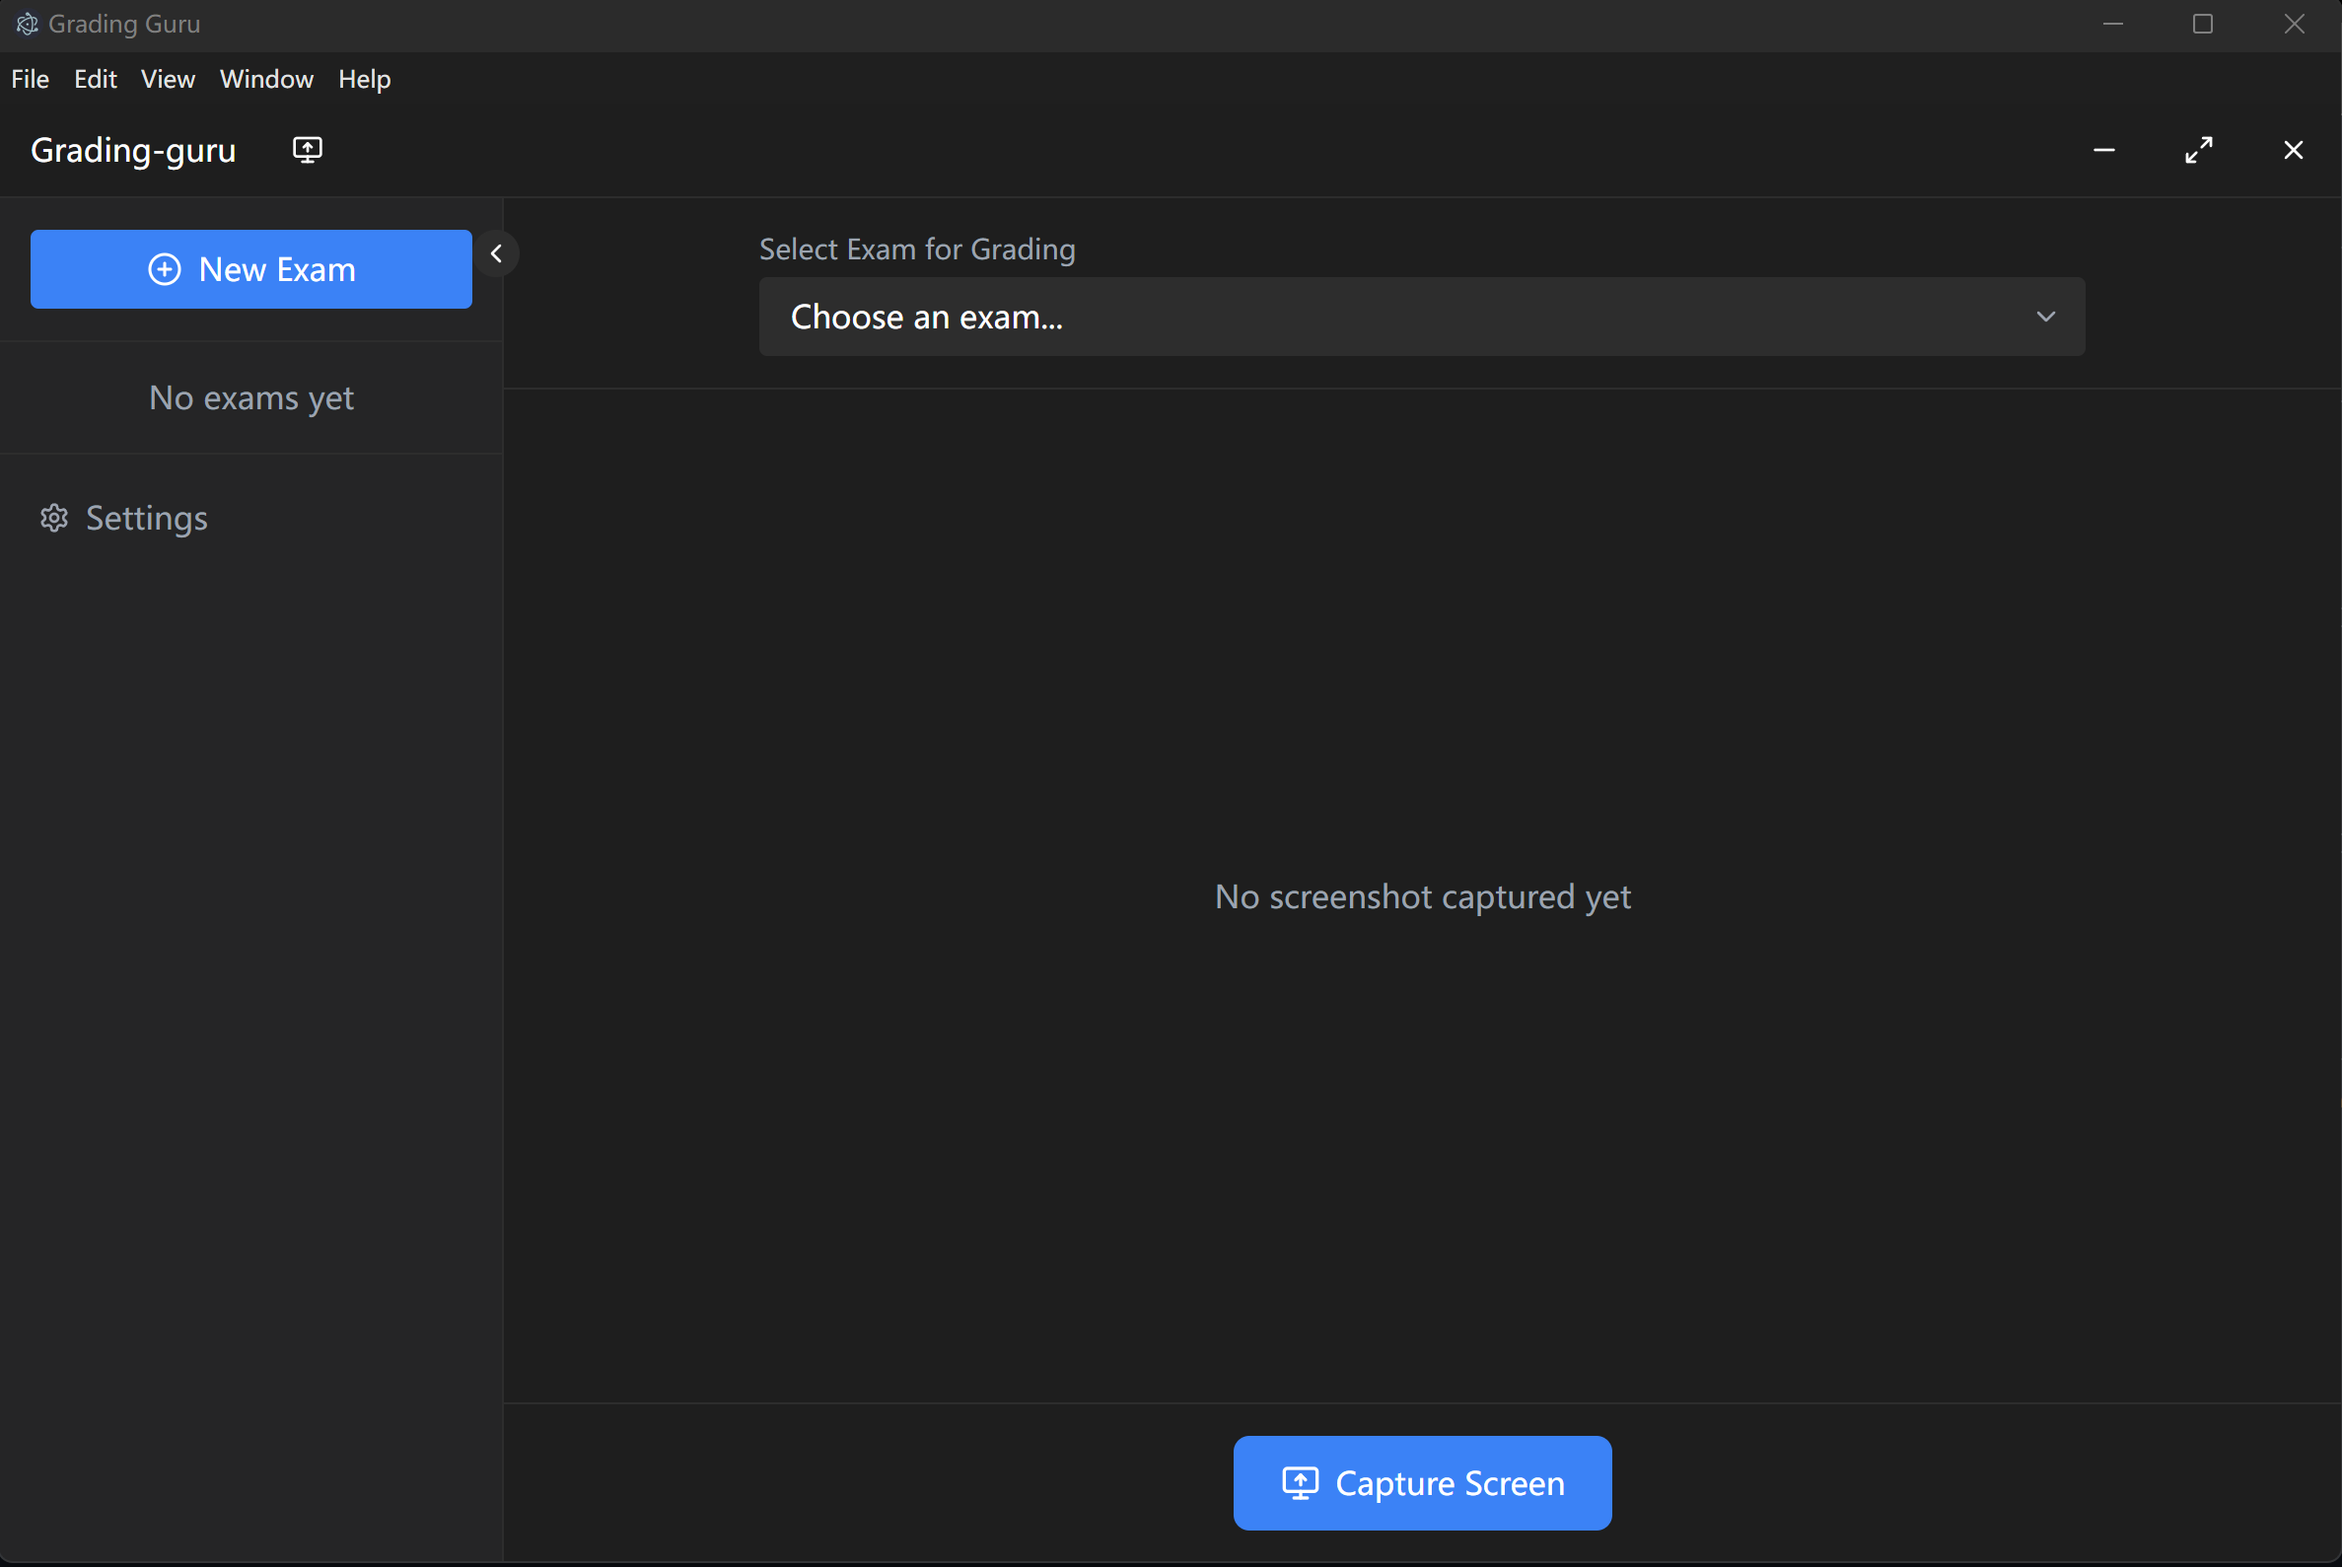 Grading Guru
File Edit View Window Help
Grading-guru
New Exam
No exams yet
Settings
Select Exam for Grading
Choose an exam...
No screenshot captured yet
Capture Screen